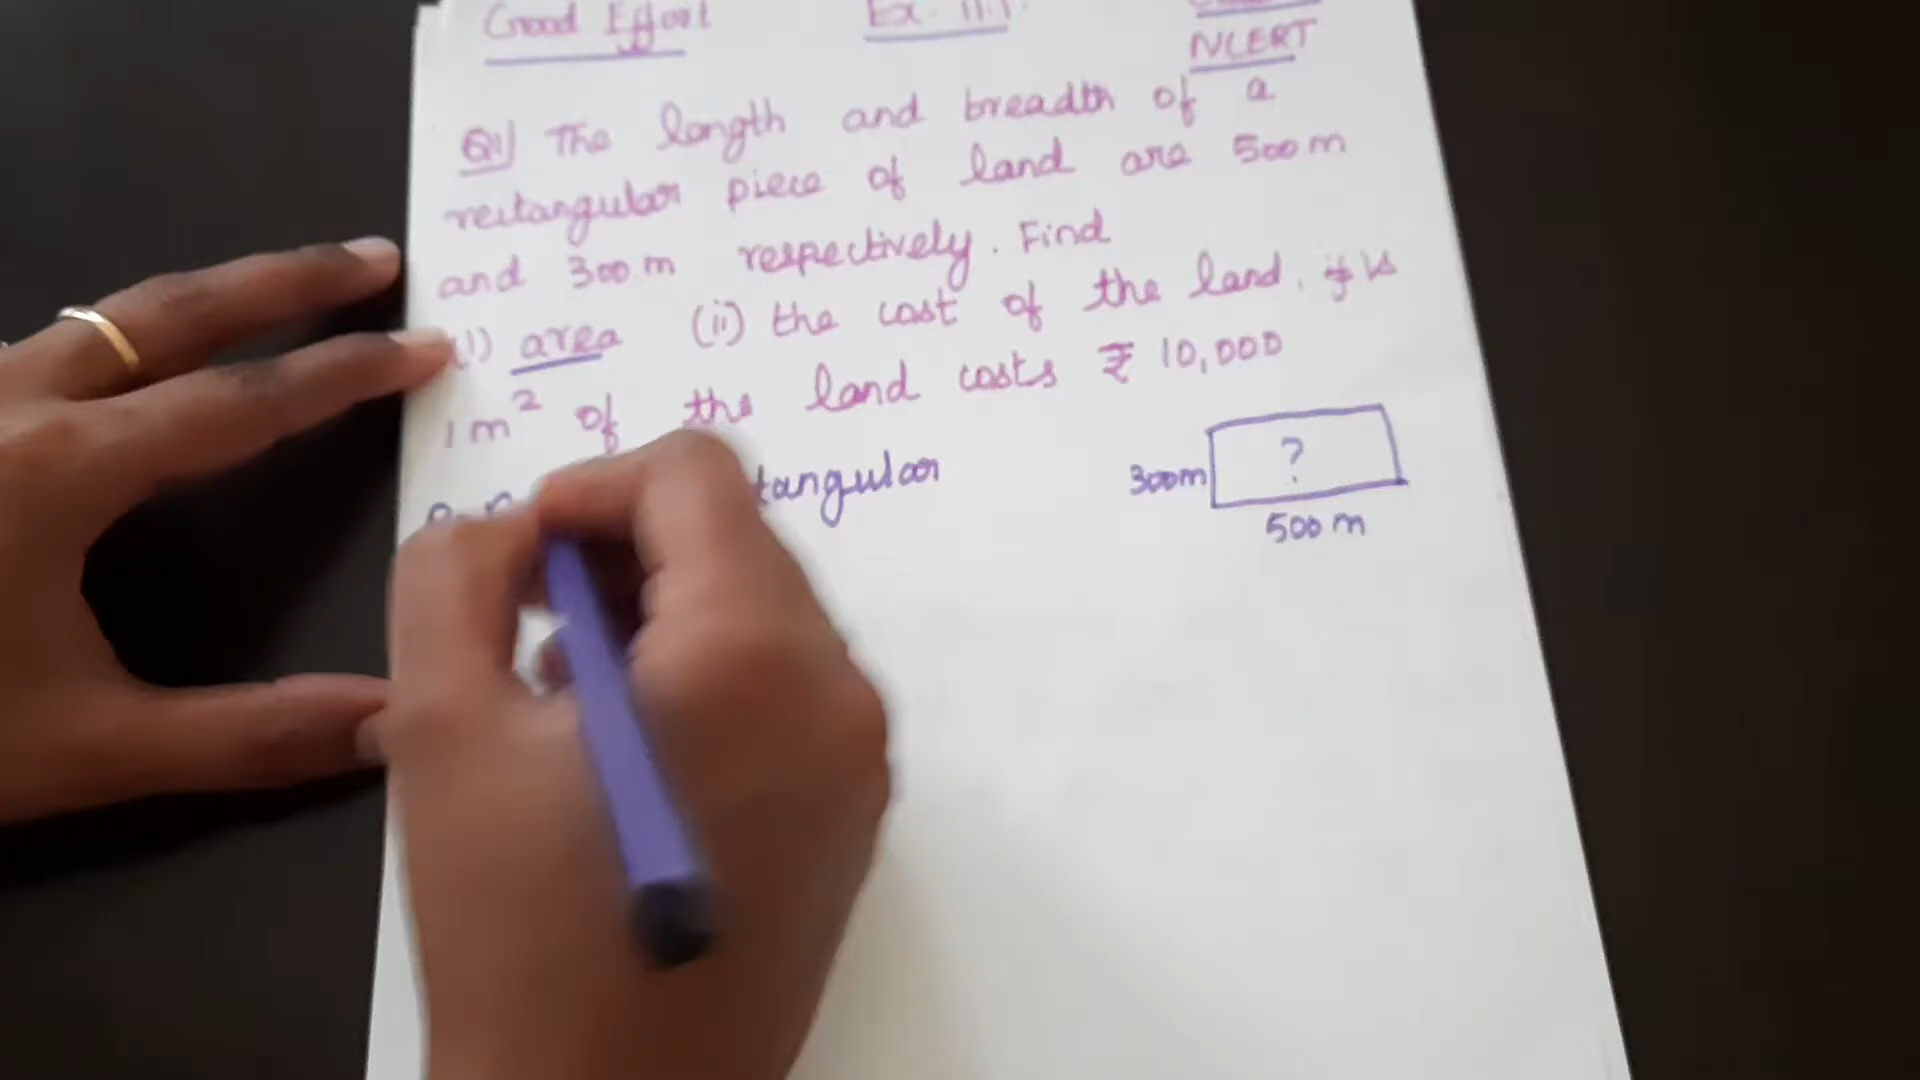 Good Effort Ex. 11.1 NCERT
Q1) The length and breadth of a
rectangular piece of land are 500 m
and 300 m respectively. Find
(i) area (ii) the cost of the land, if
1 m² of the land costs ₹ 10,000
tangular
300m ?
500 m